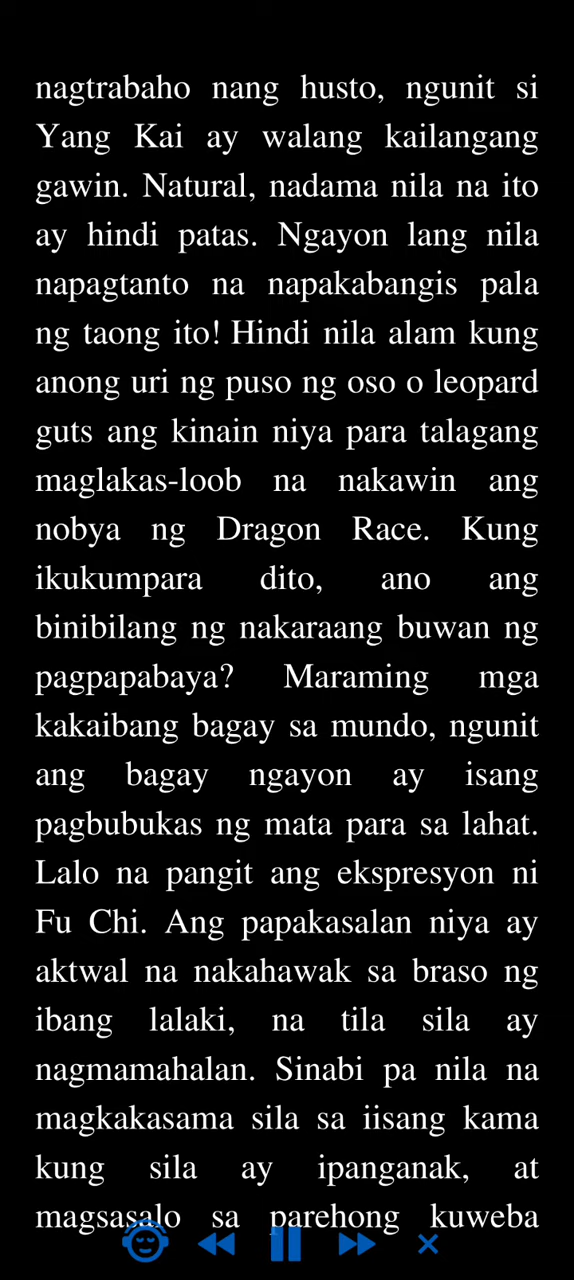 nagtrabaho nang husto, ngunit si
Yang Kai ay walang kailangang
gawin. Natural, nadama nila na ito
ay hindi patas. Ngayon lang nila
napagtanto na napakabangis pala
ng taong ito! Hindi nila alam kung
anong uri ng puso ng oso o leopard
guts ang kinain niya para talagang
maglakas-loob na nakawin ang
nobya ng Dragon Race. Kung
ikukumpara dito, ano ang
binibilang ng nakaraang buwan ng
pagpapabaya? Maraming mga
kakaibang bagay sa mundo, ngunit
ang bagay ngayon ay isang
pagbubukas ng mata para sa lahat.
Lalo na pangit ang ekspresyon ni
Fu Chi. Ang papakasalan niya ay
aktwal na nakahawak sa braso ng
ibang lalaki, na tila sila ay
nagmamahalan. Sinabi pa nila na
magkakasama sila sa iisang kama
kung sila ay ipanganak, at
magsasalo sa parehong kuweba